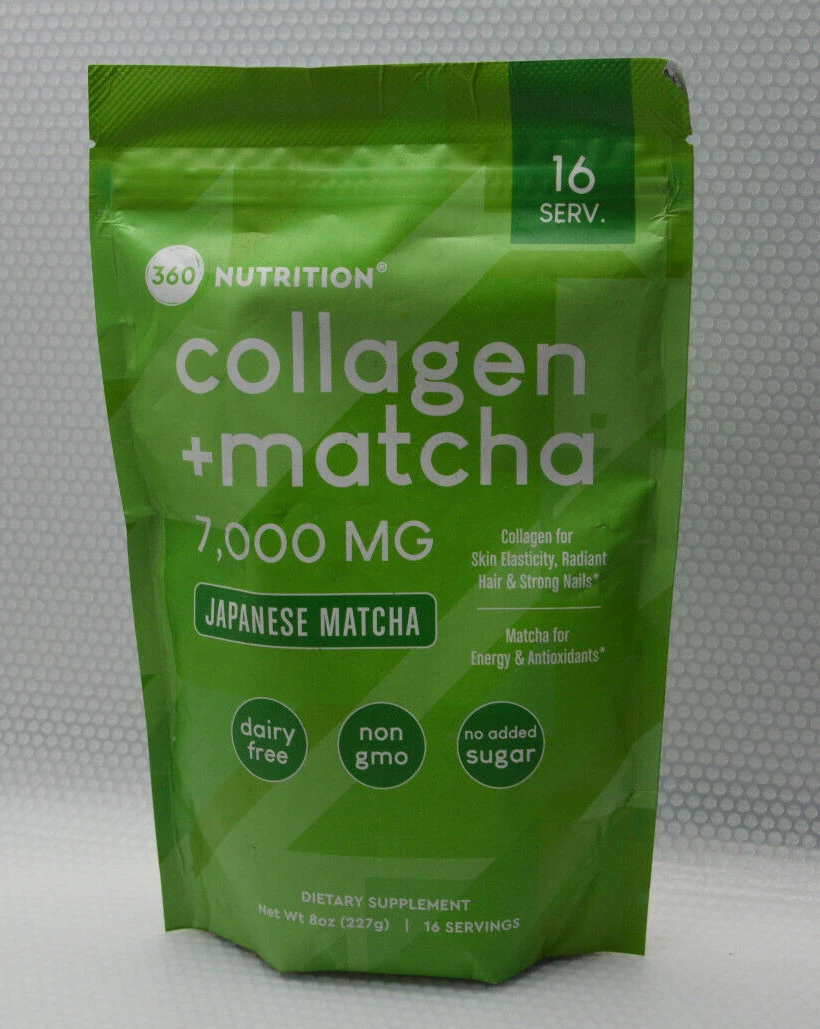 16
SERV.
360 NUTRITION®
collagen
+matcha
7,000 MG
JAPANESE MATCHA
Collagen for
Skin Elasticity, Radiant
Hair & Strong Nails*
Matcha for
Energy & Antioxidants*
dairy
free
non
gmo
no added
sugar
DIETARY SUPPLEMENT
Net Wt 8oz (227g) | 16 SERVINGS